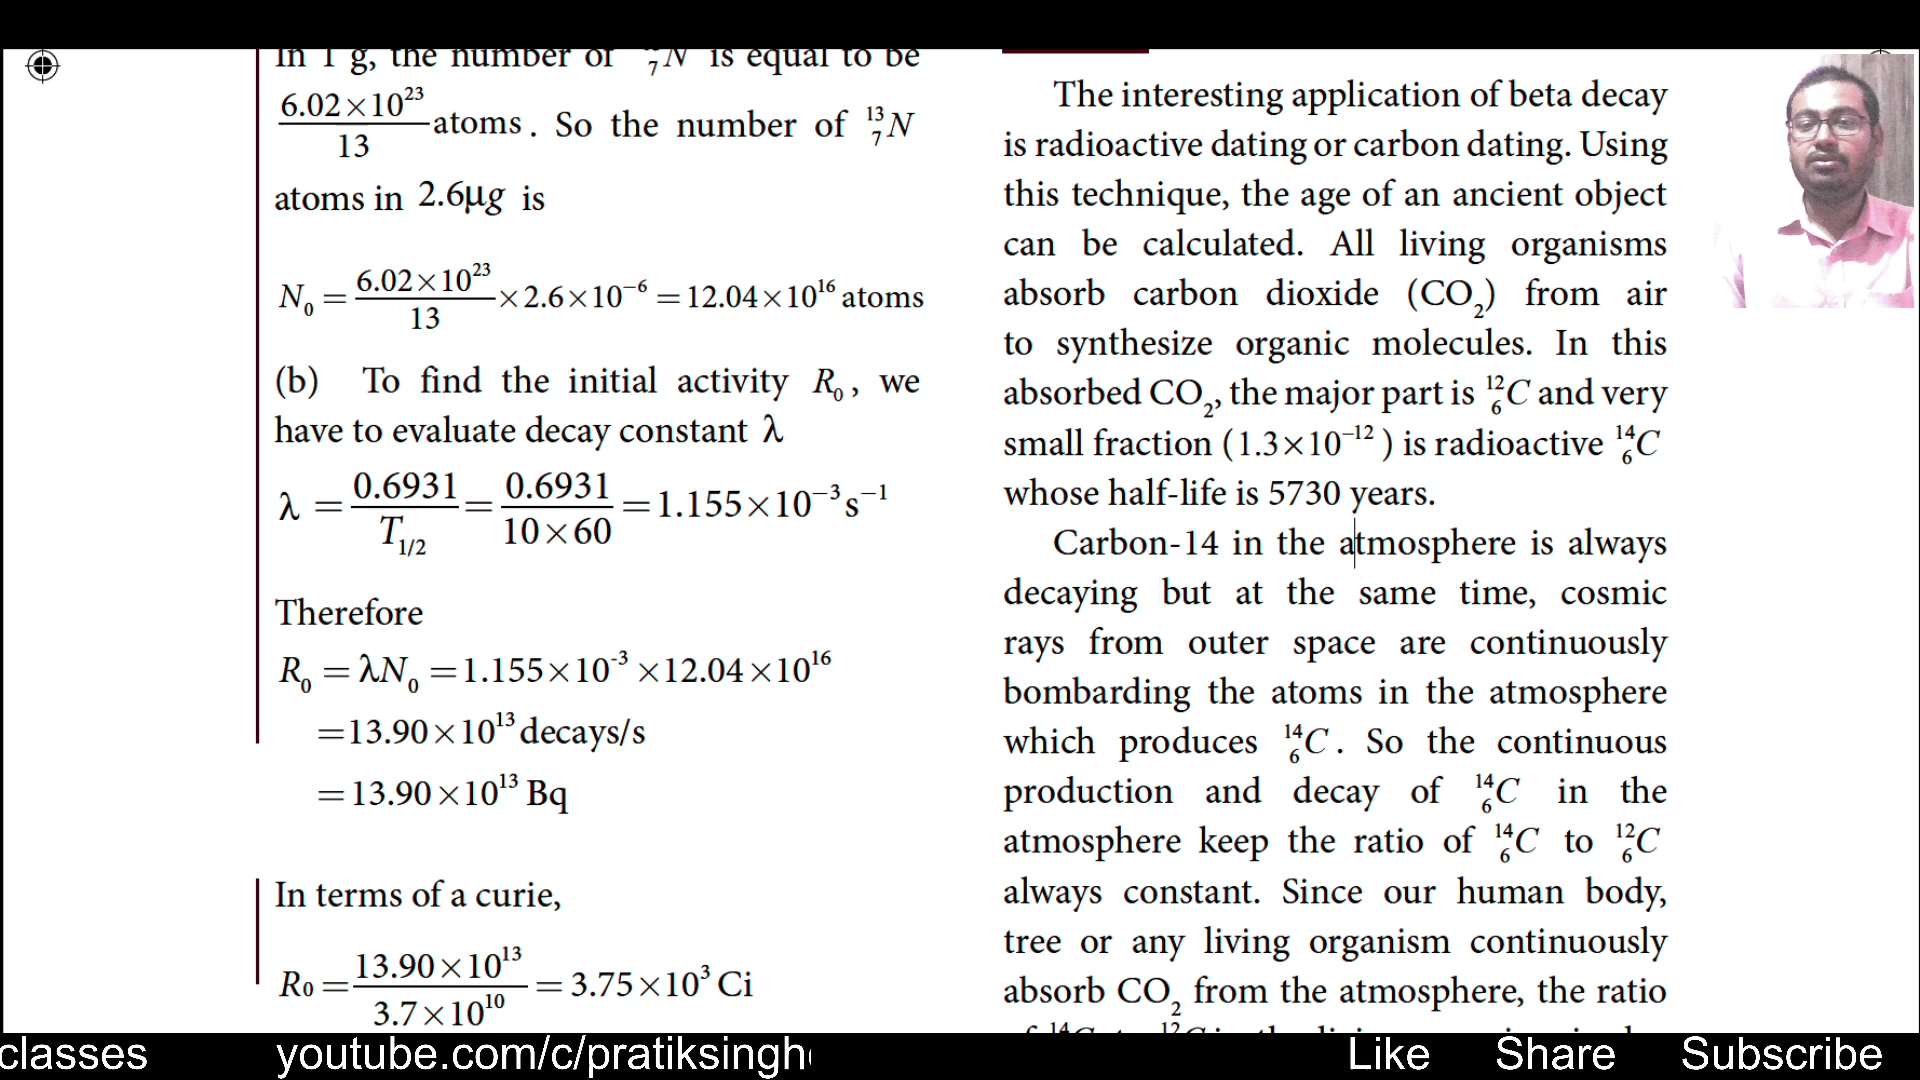 In 1 g, the number of ¹³₇N is equal to be
6.02×10²³/13 atoms. So the number of ¹³₇N
atoms in 2.6μg is
N₀ = 6.02×10²³/13 ×2.6×10⁻⁶ = 12.04×10¹⁶ atoms
(b) To find the initial activity R₀, we
have to evaluate decay constant λ
λ = 0.6931/T₁/₂ = 0.6931/10×60 = 1.155×10⁻³ s⁻¹
Therefore
R₀ = λN₀ = 1.155×10⁻³ ×12.04×10¹⁶
=13.90×10¹³ decays/s
=13.90×10¹³ Bq
In terms of a curie,
R₀ = 13.90×10¹³/3.7×10¹⁰ = 3.75×10³ Ci
The interesting application of beta decay
is radioactive dating or carbon dating. Using
this technique, the age of an ancient object
can be calculated. All living organisms
absorb carbon dioxide (CO₂) from air
to synthesize organic molecules. In this
absorbed CO₂, the major part is ¹²₆C and very
small fraction (1.3×10⁻¹²) is radioactive ¹⁴₆C
whose half-life is 5730 years.
Carbon-14 in the atmosphere is always
decaying but at the same time, cosmic
rays from outer space are continuously
bombarding the atoms in the atmosphere
which produces ¹⁴₆C. So the continuous
production and decay of ¹⁴₆C in the
atmosphere keep the ratio of ¹⁴₆C to ¹²₆C
always constant. Since our human body,
tree or any living organism continuously
absorb CO₂ from the atmosphere, the ratio
classes youtube.com/c/pratiksingh Like Share Subscribe